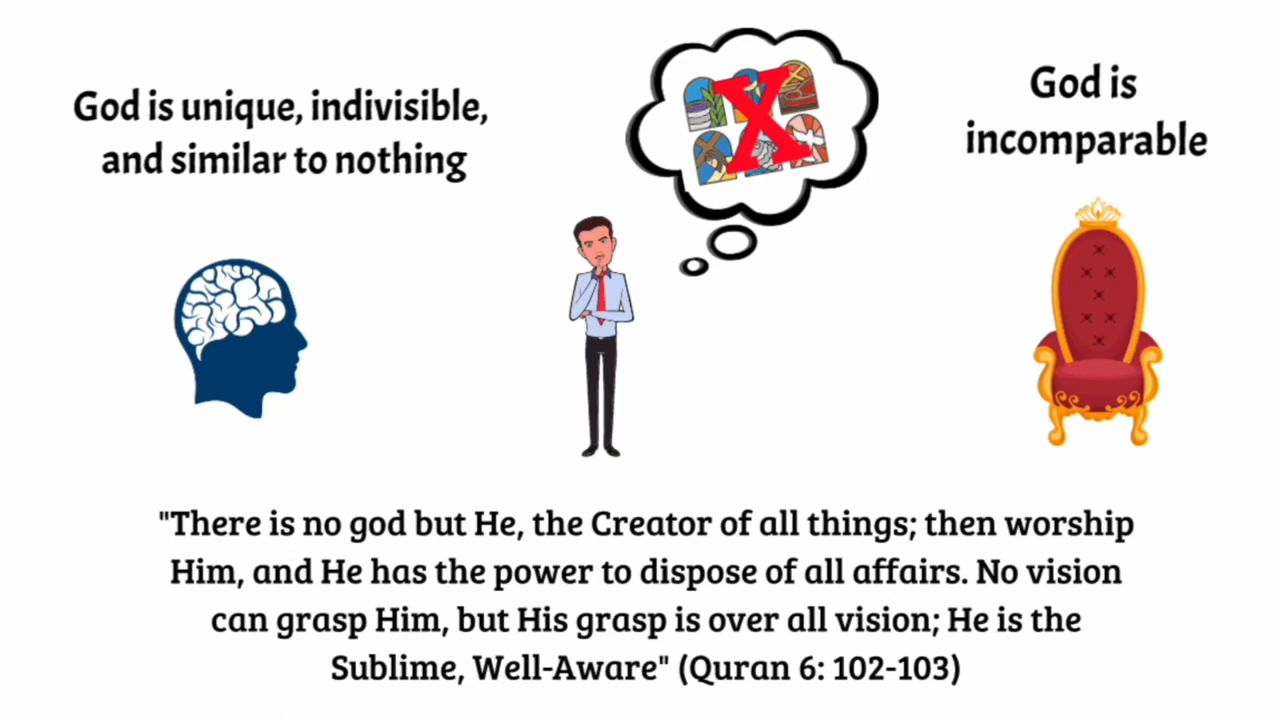 God is unique, indivisible,
and similar to nothing
God is
incomparable
"There is no god but He, the Creator of all things; then worship
Him, and He has the power to dispose of all affairs. No vision
can grasp Him, but His grasp is over all vision; He is the
Sublime, Well-Aware" (Quran 6: 102-103)